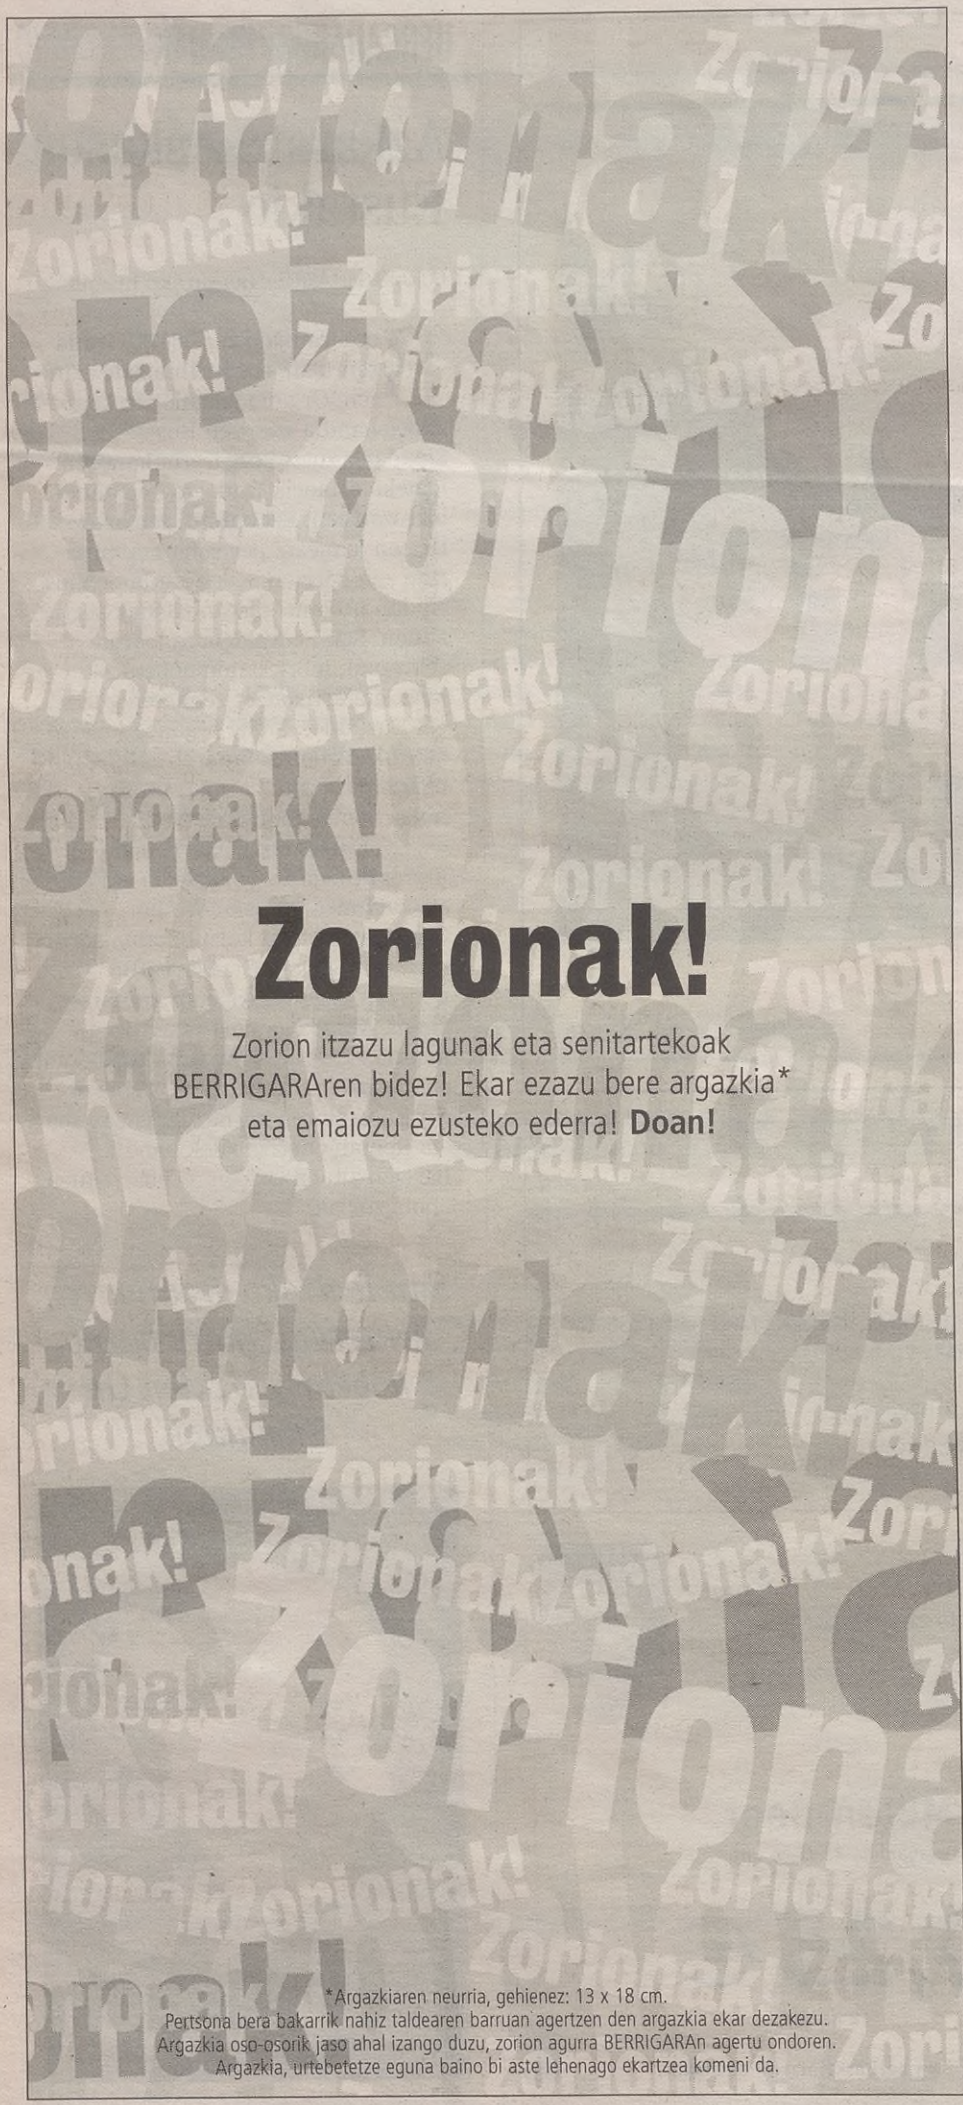 Zorionak!
Zorion itzazu lagunak eta senitartekoak
BERRIGARAren bidez! Ekar ezazu bere argazkia*
eta emaiozu ezusteko ederra! Doan!
*Argazkiaren neurria, gehienez: 13 x 18 cm.
Pertsona bera bakarrik nahiz taldearen barruan agertzen den argazkia ekar dezakezu.
Argazkia oso-osorik jaso ahal izango duzu, zorion agurra BERRIGARAn agertu ondoren.
Argazkia, urtebetetze eguna baino bi aste lehenago ekartzea komeni da.